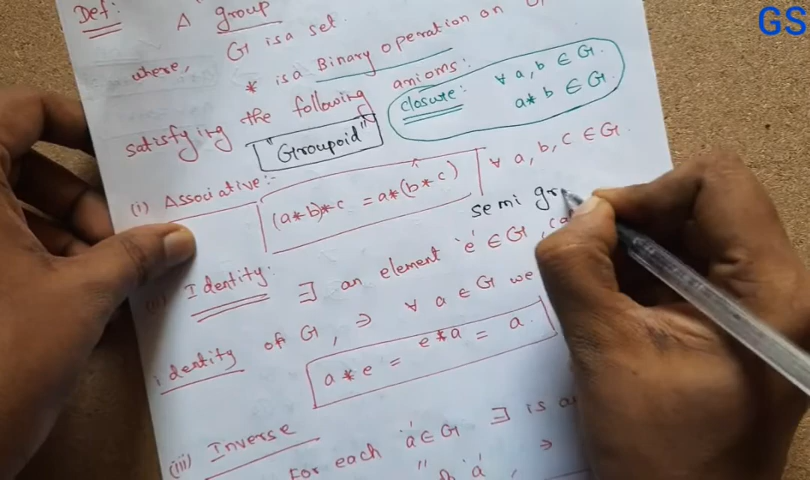 GS
Def: A group
where, G is a set.
* is a Binary operation on
satisfying the following axioms:
"Groupoid"
closure: ∀ a, b ∈ G.
a * b ∈ G
(i) Associative:-
(a*b)*c = a*(b*c) ∀ a, b, c ∈ G.
semi gr
Identity: ∃ an element 'e' ∈ G,
identity of G, ∋ ∀ a ∈ G we
a * e = e * a = a.
(iii) Inverse
For each 'a' ∈ G ∃ is
" 'a', ∋